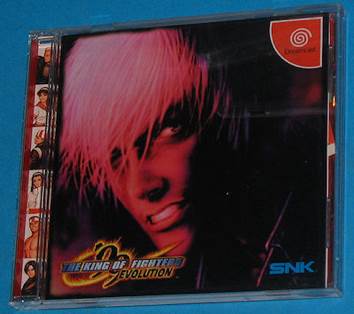 Dreamcast
THE KING OF FIGHTERS
'99
EVOLUTION
SNK